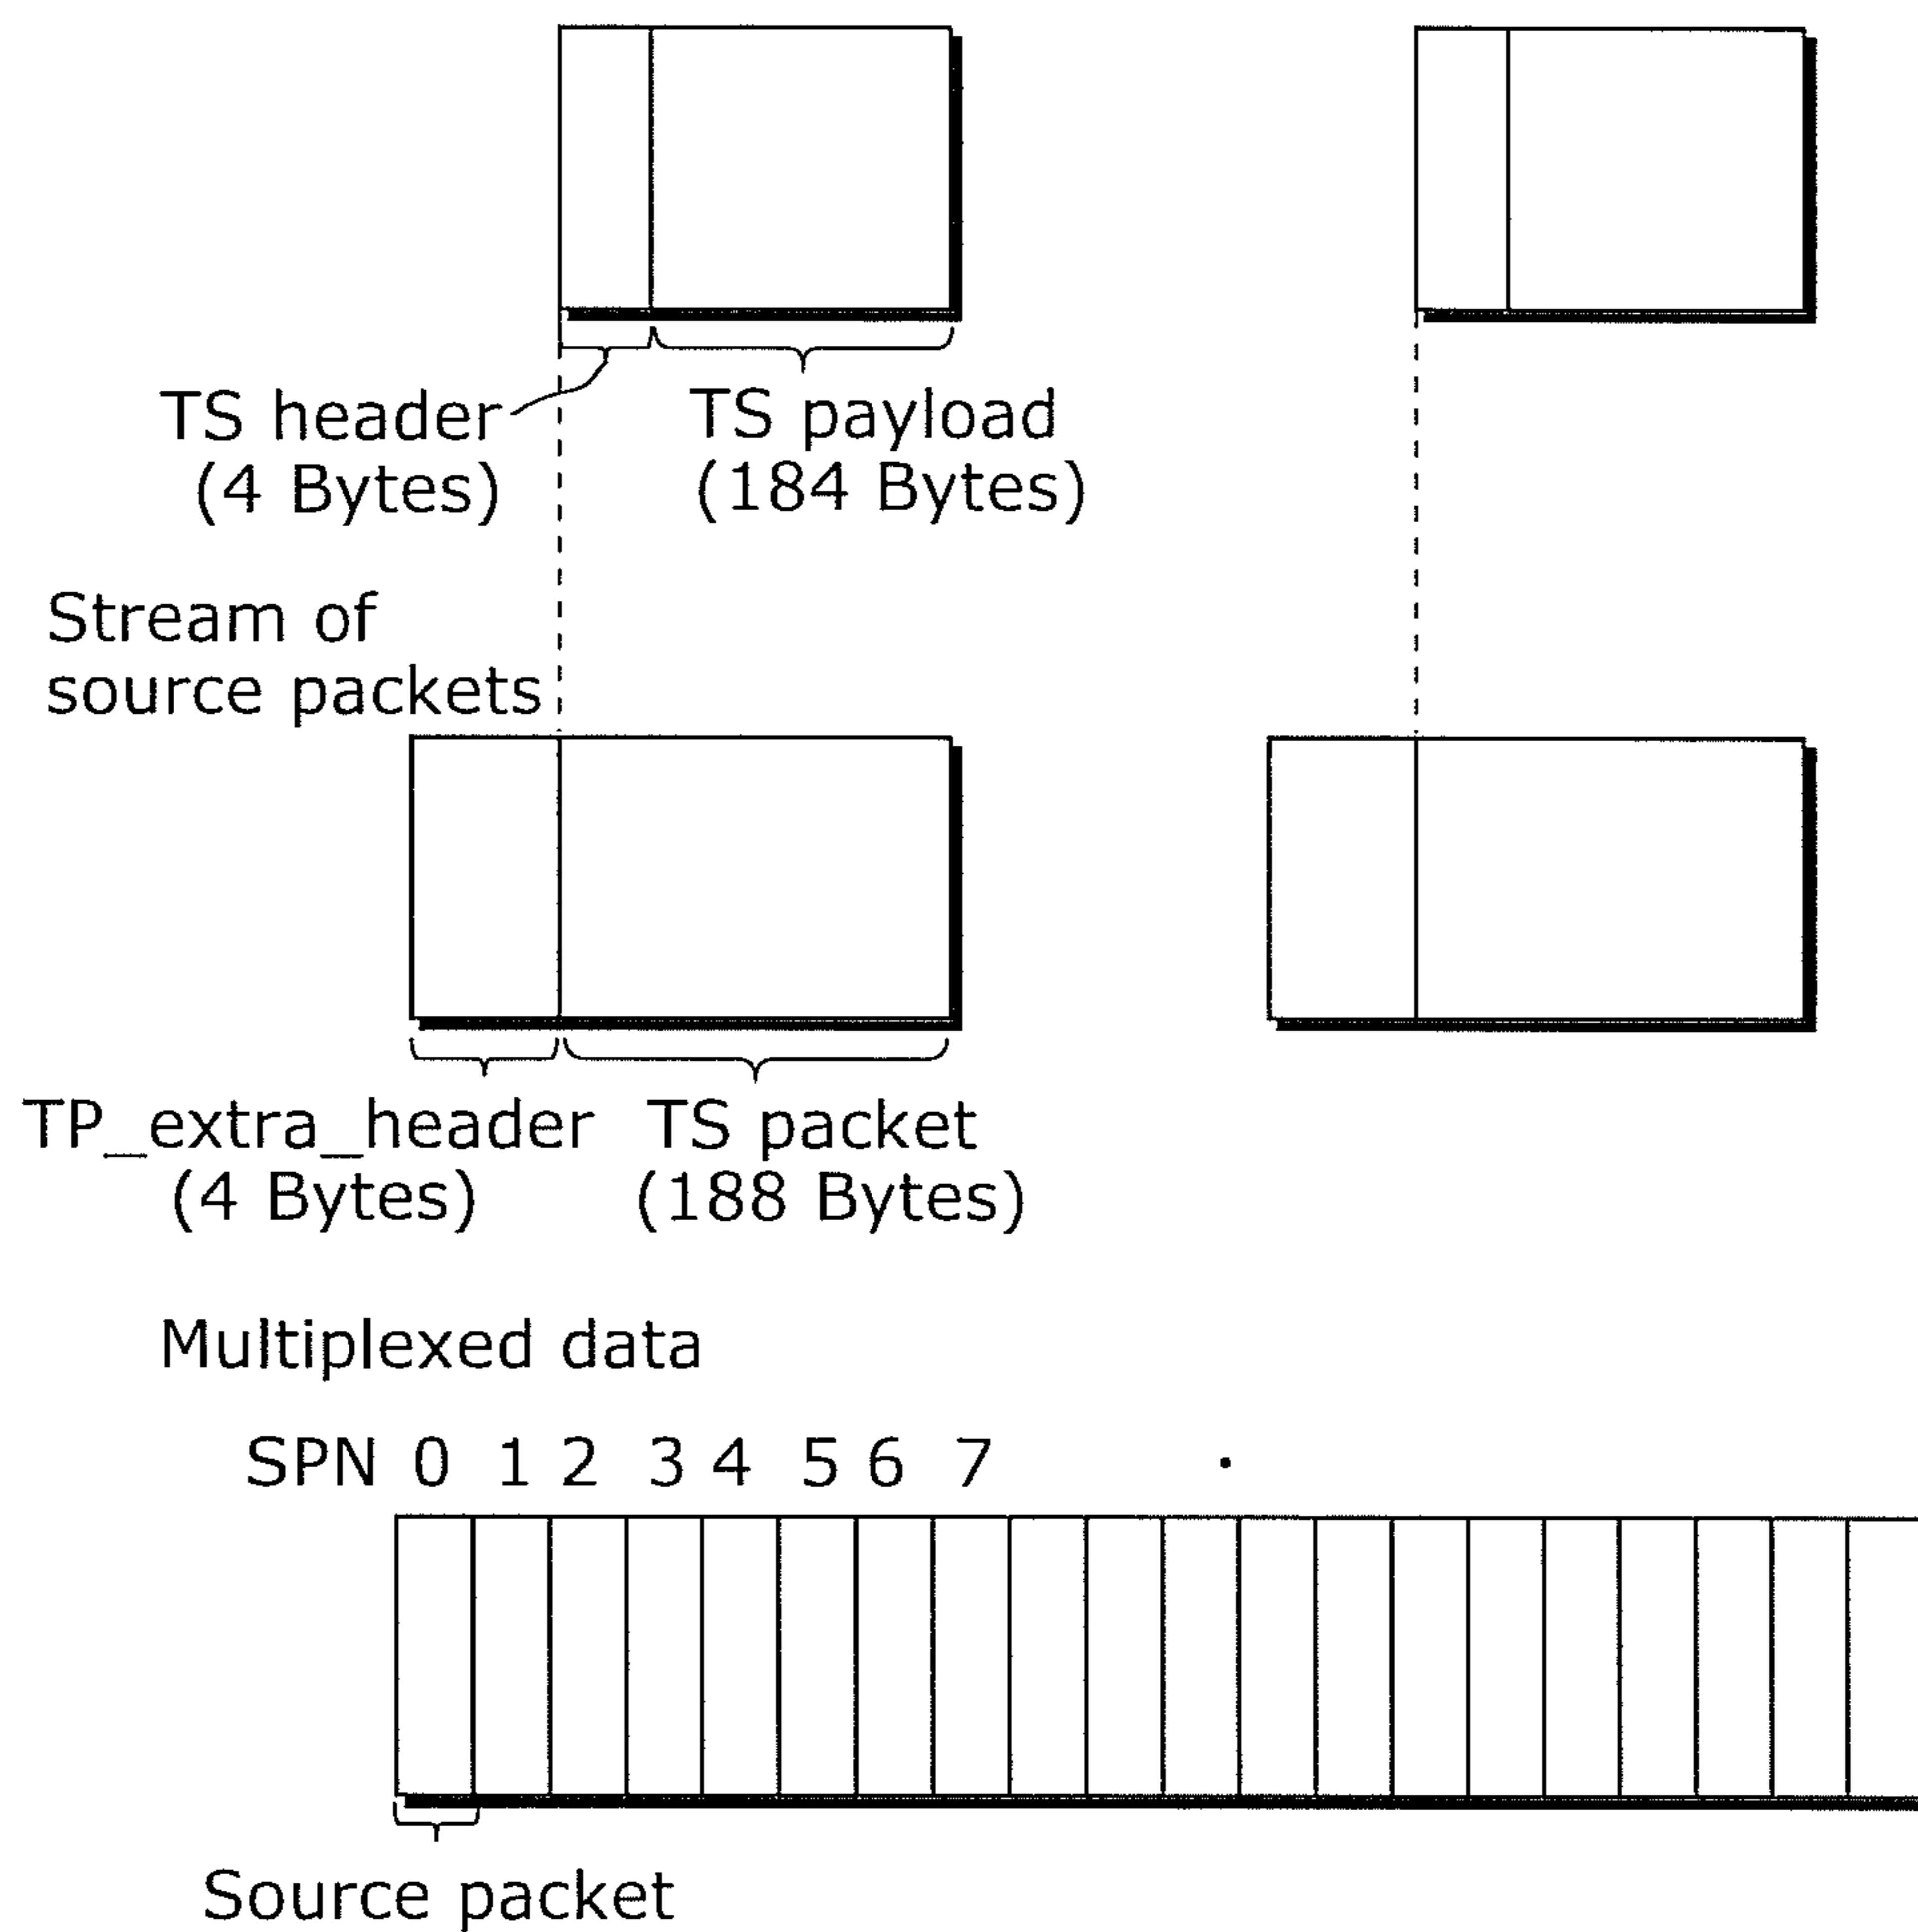 TS header
(4 Bytes)
TS payload
(184 Bytes)
Stream of
source packets
TP_extra_header
(4 Bytes)
TS packet
(188 Bytes)
Multiplexed data
SPN 0 1 2 3 4 5 6 7 ·
Source packet